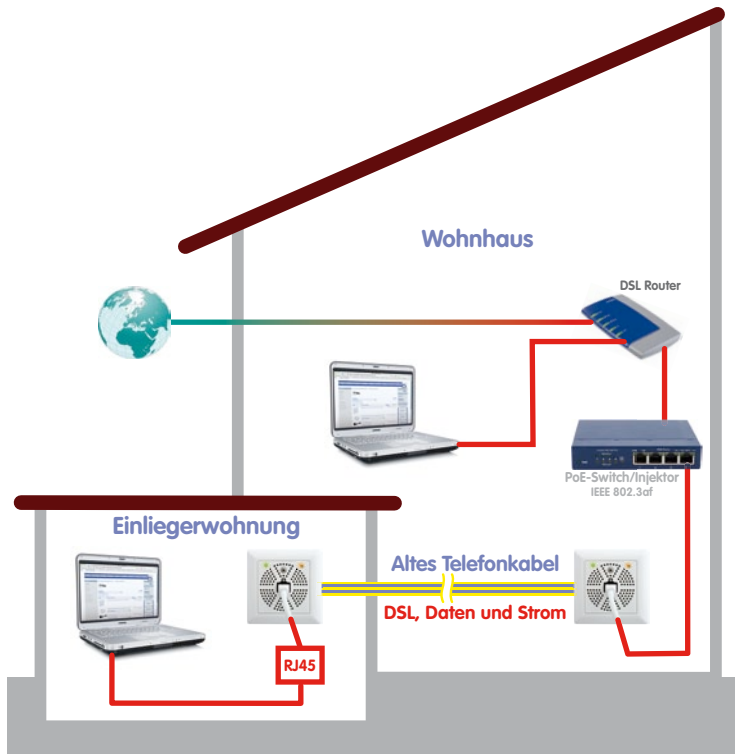 Wohnhaus
DSL Router
PoE-Switch/Injektor
IEEE 802.3af
Einliegerwohnung
Altes Telefonkabel
DSL, Daten und Strom
RJ45